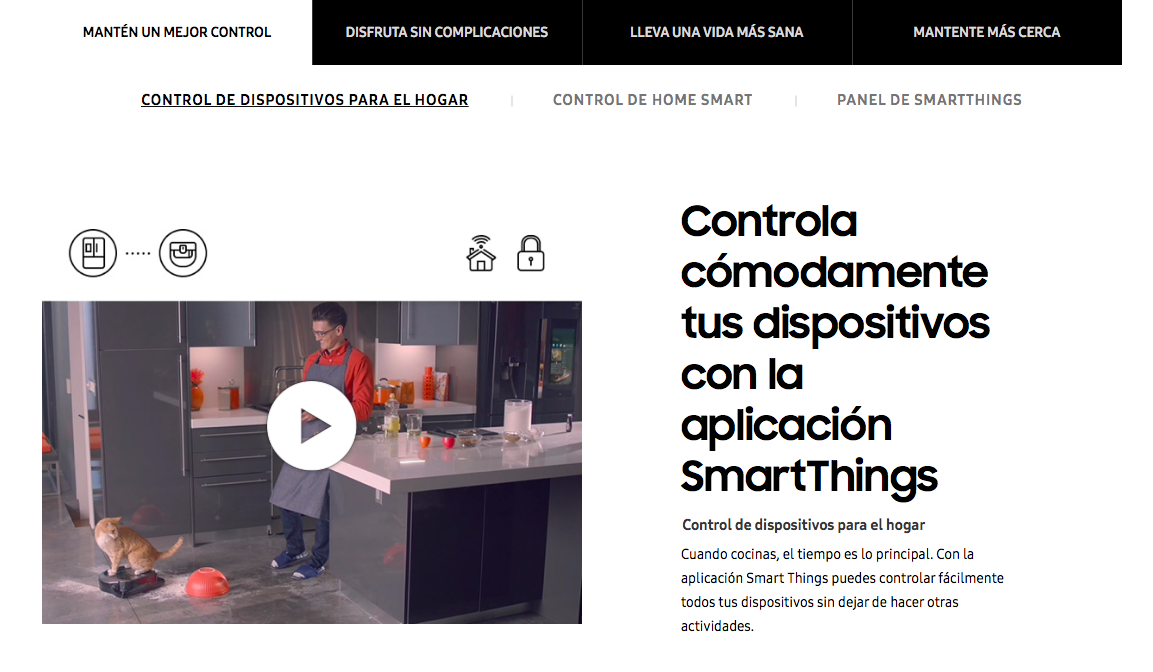 MANTÉN UN MEJOR CONTROL
DISFRUTA SIN COMPLICACIONES
LLEVA UNA VIDA MÁS SANA
MANTENTE MÁS CERCA
CONTROL DE DISPOSITIVOS PARA EL HOGAR
CONTROL DE HOME SMART
PANEL DE SMARTTHINGS
Controla
cómodamente
tus dispositivos
con la
aplicación
SmartThings
Control de dispositivos para el hogar
Cuando cocinas, el tiempo es lo principal. Con la
aplicación Smart Things puedes controlar fácilmente
todos tus dispositivos sin dejar de hacer otras
actividades.